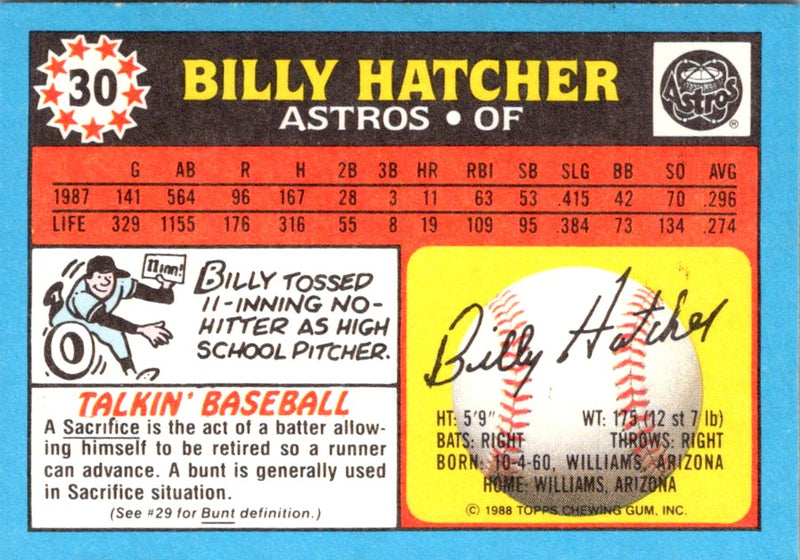 30
BILLY HATCHER
ASTROS • OF
Astros ®
G AB R H 2B 3B HR RBI SB SLG BB SO AVG
1987 141 564 96 167 28 3 11 63 53 .415 42 70 .296
LIFE 329 1155 176 316 55 8 19 109 95 .384 73 134 .274
11 inn!
0
BILLY TOSSED
11-INNING NO-
HITTER AS HIGH
SCHOOL PITCHER.
TALKIN' BASEBALL
A Sacrifice is the act of a batter allow-
ing himself to be retired so a runner
can advance. A bunt is generally used
in Sacrifice situation.
(See #29 for Bunt definition.)
Billy Hatcher
HT: 5'9" WT: 175 (12 st 7 lb)
BATS: RIGHT THROWS: RIGHT
BORN: 10-4-60, WILLIAMS, ARIZONA
HOME: WILLIAMS, ARIZONA
© 1988 TOPPS CHEWING GUM, INC.